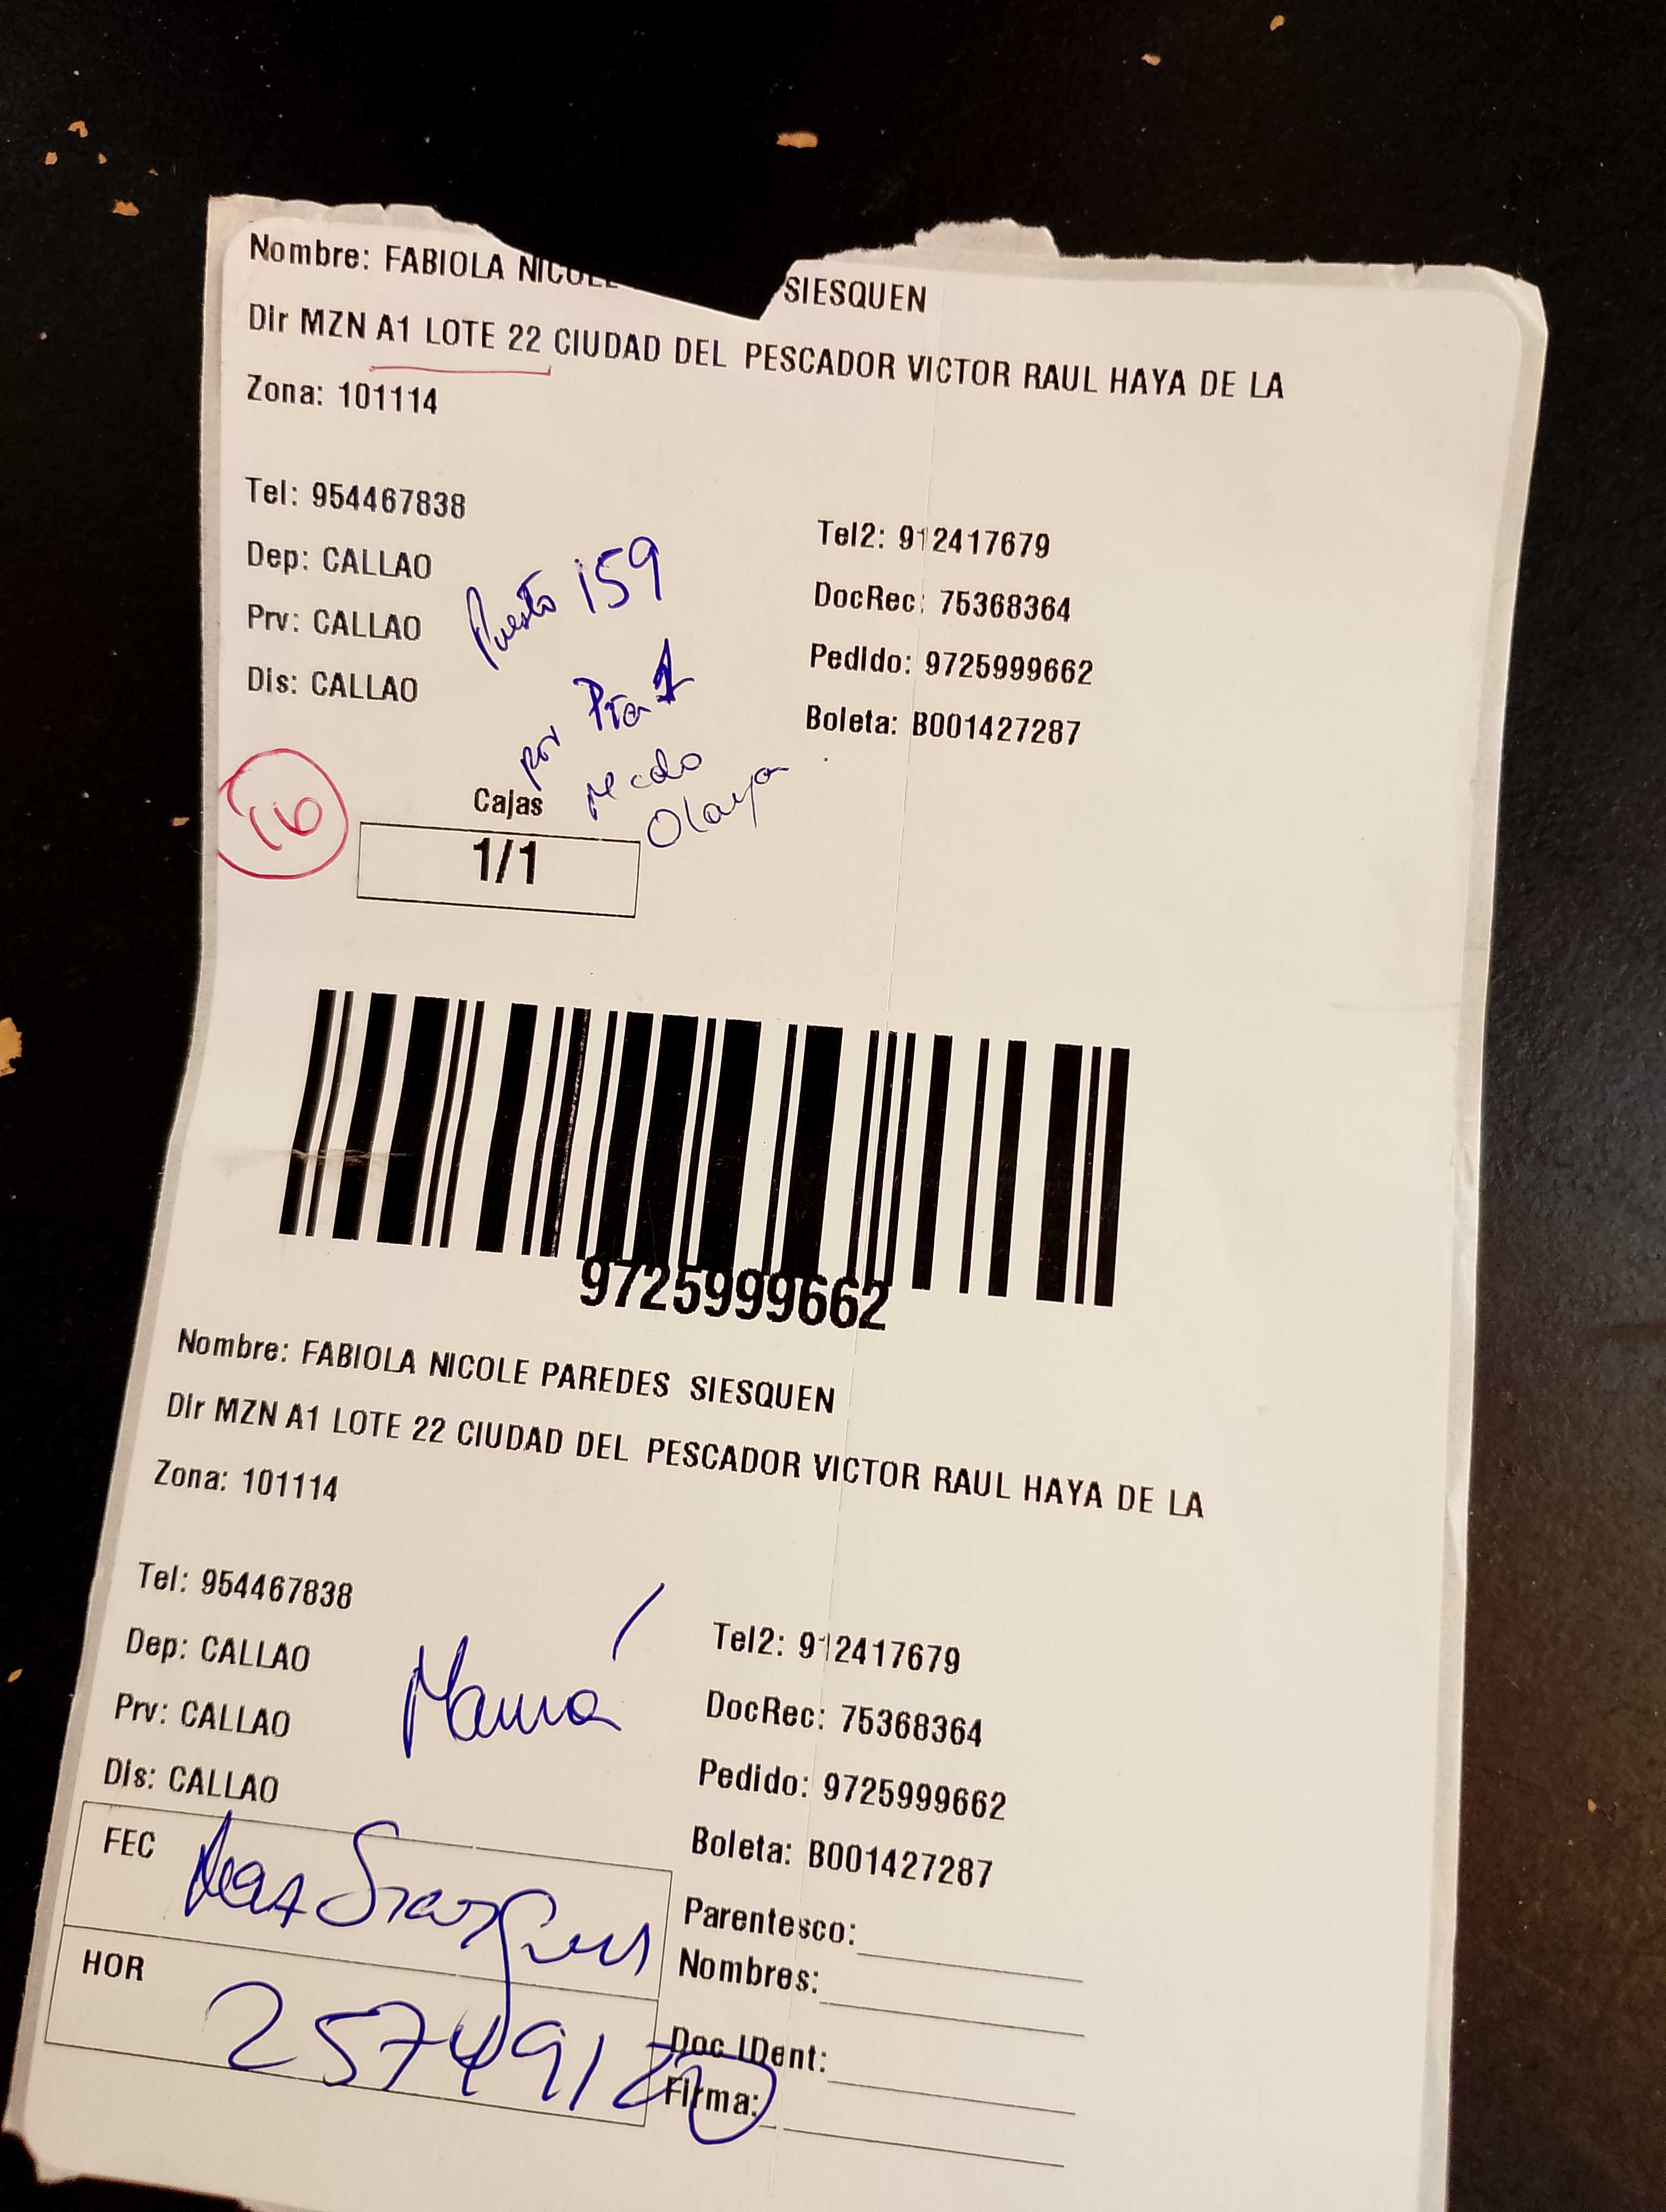 Nombre: FABIOLA NICOLE SIESQUEN
Dir MZN A1 LOTE 22 CIUDAD DEL PESCADOR VICTOR RAUL HAYA DE LA
Zona: 101114
Tel: 954467838
Tel2: 912417679
Dep: CALLAO
DocRec: 75368364
Prv: CALLAO
Pedido: 9725999662
Dis: CALLAO
Boleta: B001427287
Puesto 159
por Pta 1
Mcdo
Olaya
16
Cajas
1/1
9725999662
Nombre: FABIOLA NICOLE PAREDES SIESQUEN
Dir MZN A1 LOTE 22 CIUDAD DEL PESCADOR VICTOR RAUL HAYA DE LA
Zona: 101114
Tel: 954467838
Tel2: 912417679
Dep: CALLAO
DocRec: 75368364
Prv: CALLAO
Pedido: 9725999662
Dis: CALLAO
Boleta: B001427287
Mamá
FEC
Parentesco:
Nombres:
HOR
25749120
Doc IDent:
Firma: